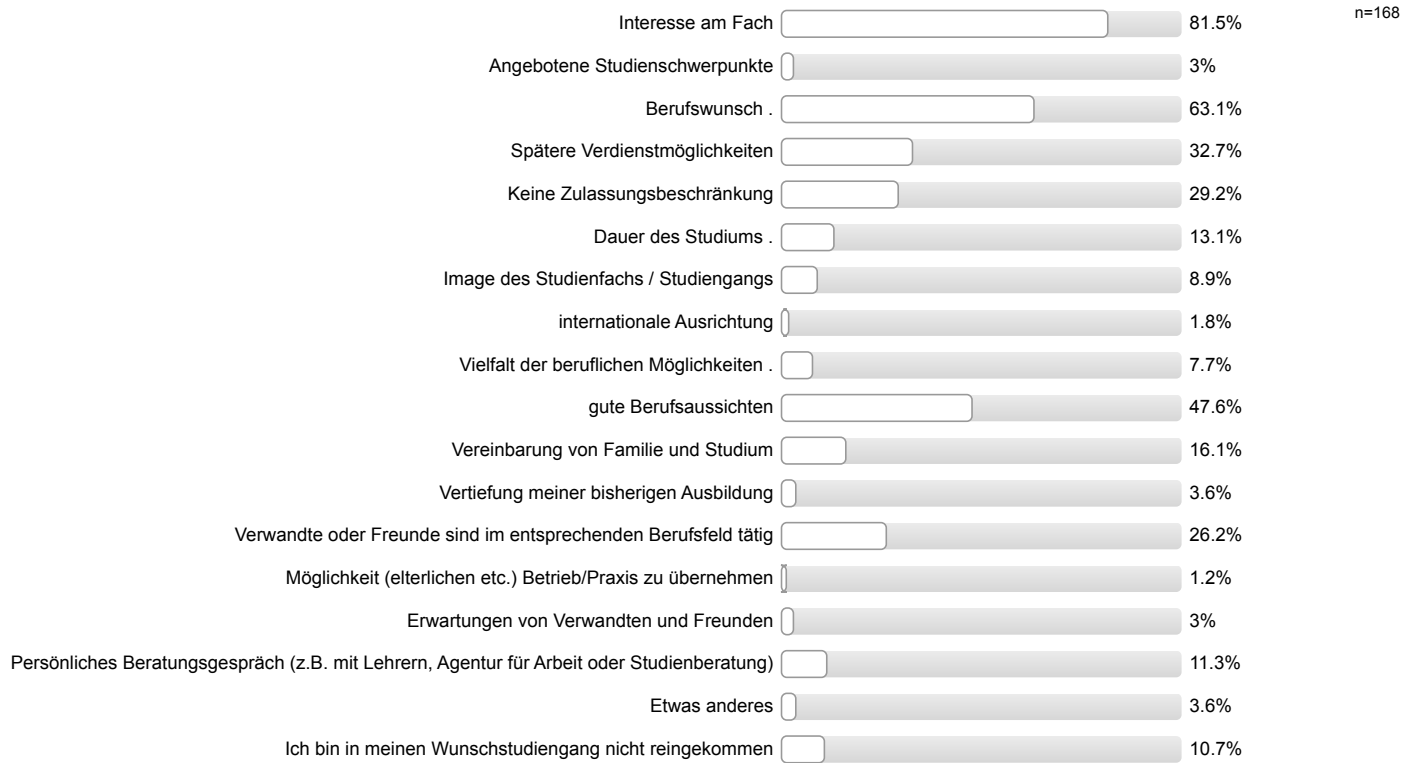 n=168
Interesse am Fach 81.5%
Angebotene Studienschwerpunkte 3%
Berufswunsch . 63.1%
Spätere Verdienstmöglichkeiten 32.7%
Keine Zulassungsbeschränkung 29.2%
Dauer des Studiums . 13.1%
Image des Studienfachs / Studiengangs 8.9%
internationale Ausrichtung 1.8%
Vielfalt der beruflichen Möglichkeiten . 7.7%
gute Berufsaussichten 47.6%
Vereinbarung von Familie und Studium 16.1%
Vertiefung meiner bisherigen Ausbildung 3.6%
Verwandte oder Freunde sind im entsprechenden Berufsfeld tätig 26.2%
Möglichkeit (elterlichen etc.) Betrieb/Praxis zu übernehmen 1.2%
Erwartungen von Verwandten und Freunden 3%
Persönliches Beratungsgespräch (z.B. mit Lehrern, Agentur für Arbeit oder Studienberatung) 11.3%
Etwas anderes 3.6%
Ich bin in meinen Wunschstudiengang nicht reingekommen 10.7%